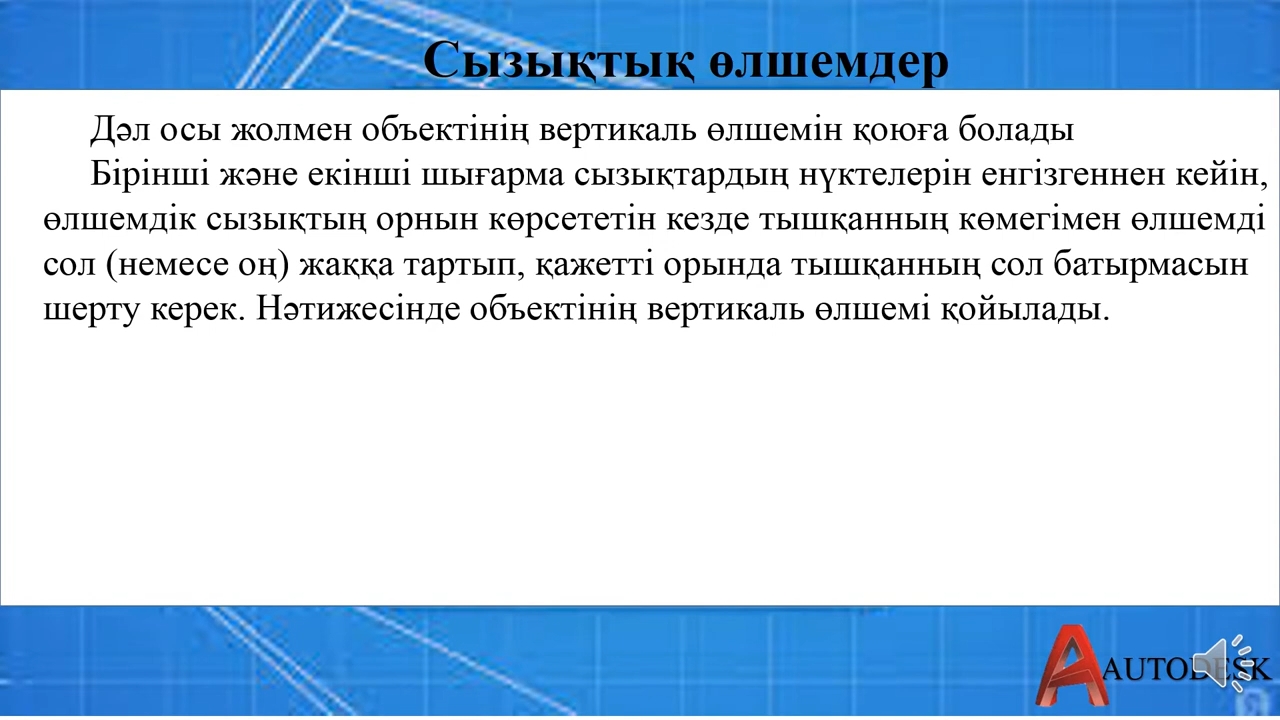 Сызықтық өлшемдер
Дәл осы жолмен объектінің вертикаль өлшемін қоюға болады
Бірінші және екінші шығарма сызықтардың нүктелерін енгізгеннен кейін,
өлшемдік сызықтың орнын көрсететін кезде тышқанның көмегімен өлшемді
сол (немесе оң) жаққа тартып, қажетті орында тышқанның сол батырмасын
шерту керек. Нәтижесінде объектінің вертикаль өлшемі қойылады.
AUTODESK